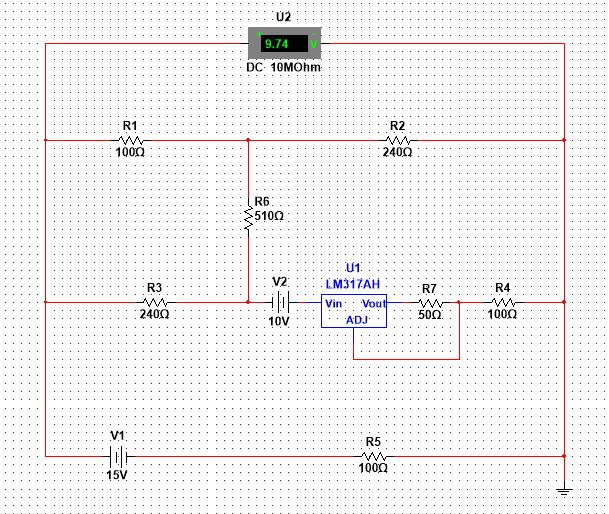 U2
+ 9.74 V -
DC 10MOhm
R1
100Ω
R2
240Ω
R6
510Ω
U1
LM317AH
R3
240Ω
V2
10V
Vin Vout
ADJ
R7
50Ω
R4
100Ω
V1
15V
R5
100Ω